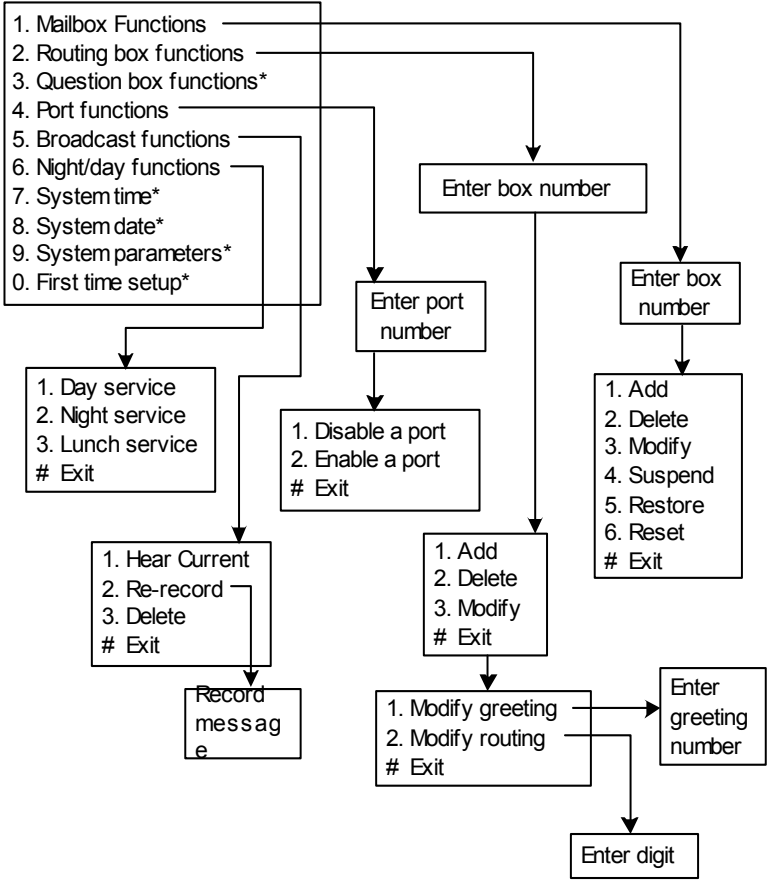 1. Mailbox Functions
2. Routing box functions
3. Question box functions*
4. Port functions
5. Broadcast functions
6. Night/day functions
7. System time*
8. System date*
9. System parameters*
0. First time setup*
Enter box number
Enter port
number
Enter box
number
1. Day service
2. Night service
3. Lunch service
# Exit
1. Disable a port
2. Enable a port
# Exit
1. Add
2. Delete
3. Modify
4. Suspend
5. Restore
6. Reset
# Exit
1. Hear Current
2. Re-record
3. Delete
# Exit
1. Add
2. Delete
3. Modify
# Exit
Record
messag
e
1. Modify greeting
2. Modify routing
# Exit
Enter
greeting
number
Enter digit